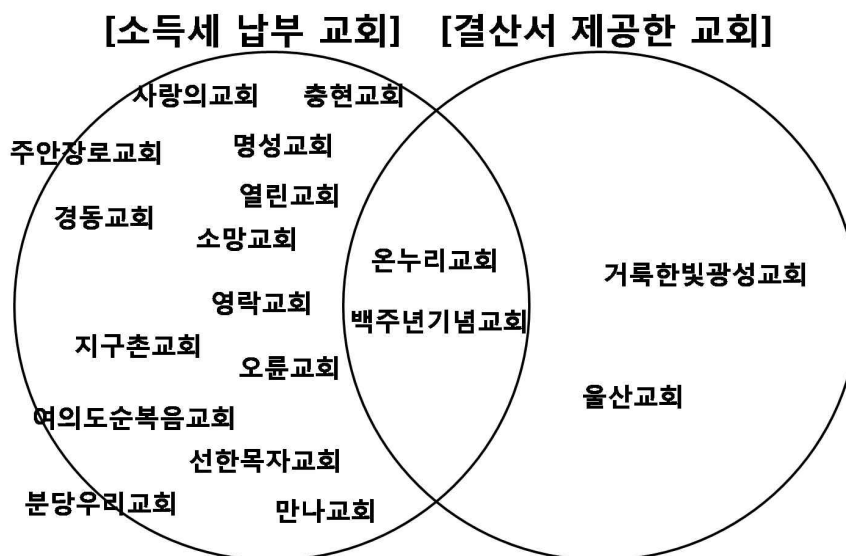 [소득세 납부 교회] [결산서 제공한 교회]
사랑의교회 충현교회
주안장로교회 명성교회
열린교회
경동교회
소망교회
온누리교회
거룩한빛광성교회
영락교회
백주년기념교회
지구촌교회
오륜교회
울산교회
여의도순복음교회
선한목자교회
분당우리교회
만나교회